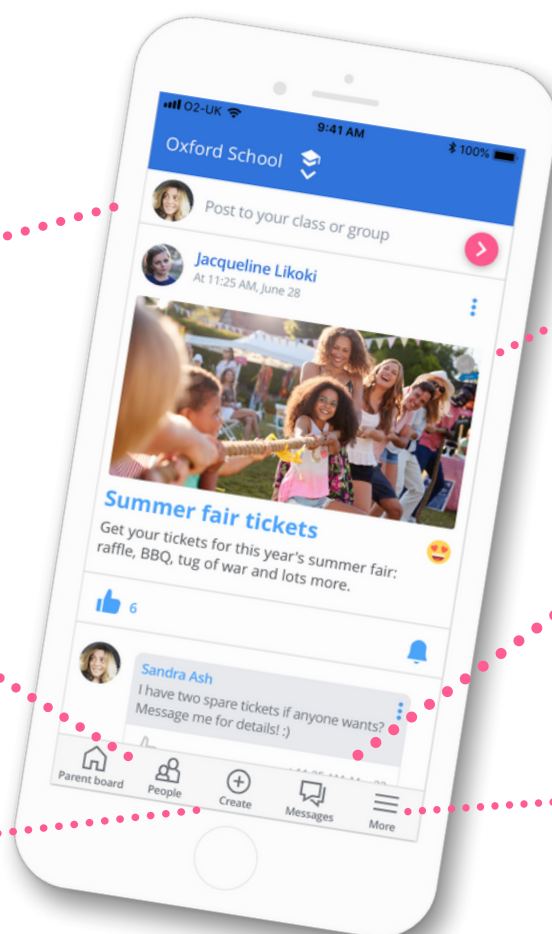 O2-UK
9:41 AM
100%
Oxford School
Post to your class or group
Jacqueline Likoki
At 11:25 AM, June 28
Summer fair tickets
Get your tickets for this year's summer fair:
raffle, BBQ, tug of war and lots more.
6
Sandra Ash
I have two spare tickets if anyone wants?
Message me for details! :)
Parent board
People
Create
Messages
More